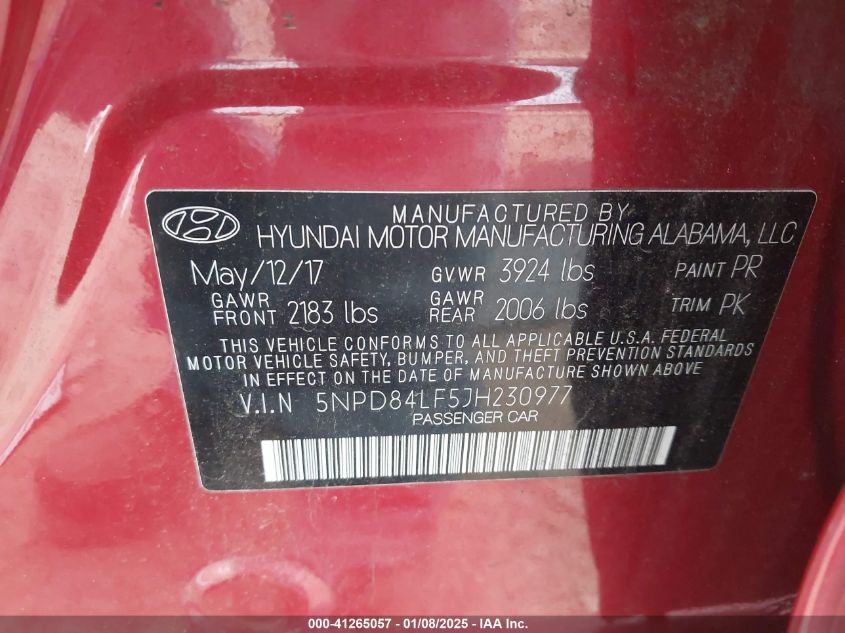 MANUFACTURED BY
HYUNDAI MOTOR MANUFACTURING ALABAMA, LLC
May/12/17 GVWR 3924 lbs PAINT PR
GAWR FRONT 2183 lbs GAWR REAR 2006 lbs TRIM PK
THIS VEHICLE CONFORMS TO ALL APPLICABLE U.S.A. FEDERAL
MOTOR VEHICLE SAFETY, BUMPER, AND THEFT PREVENTION STANDARDS
IN EFFECT ON THE DATE OF MANUFACTURE SHOWN ABOVE
V.I.N 5NPD84LF5JH230977
PASSENGER CAR
000-41265057 - 01/08/2025 - IAA Inc.